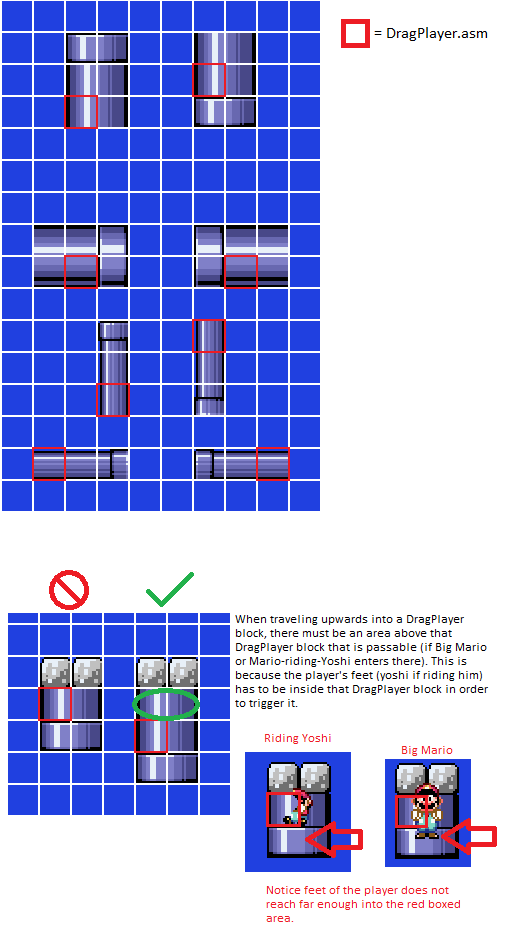 = DragPlayer.asm
When traveling upwards into a DragPlayer
block, there must be an area above that
DragPlayer block that is passable (if Big Mario
or Mario-riding-Yoshi enters there). This is
because the player's feet (yoshi if riding him)
has to be inside that DragPlayer block in order
to trigger it.
Riding Yoshi
Big Mario
Notice feet of the player does not
reach far enough into the red boxed
area.